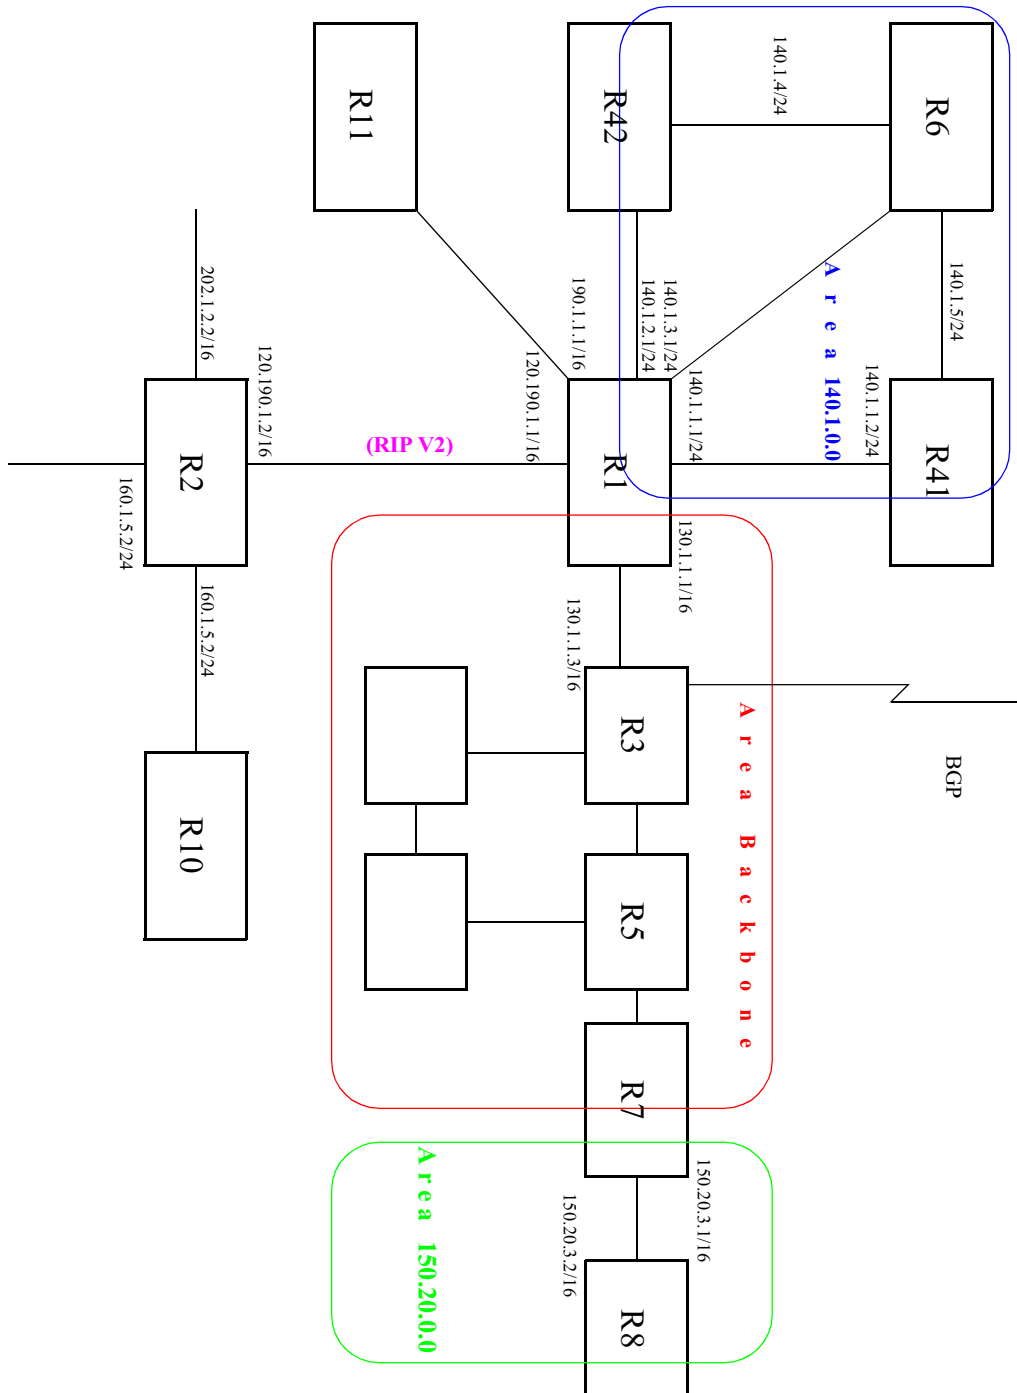 R6
140.1.4/24
R42
R11
140.1.5/24
Area 140.1.0.0
140.1.3.1/24
140.1.2.1/24
190.1.1.1/16
202.1.2.2/16
140.1.1.2/24
140.1.1.1/24
120.190.1.1/16
120.190.1.2/16
(RIP V2)
R41
R1
R2
160.1.5.2/24
130.1.1.1/16
130.1.1.3/16
160.1.5.2/24
R3
BGP
Area Backbone
R10
R5
R7
150.20.3.1/16
150.20.3.2/16
Area 150.20.0.0
R8